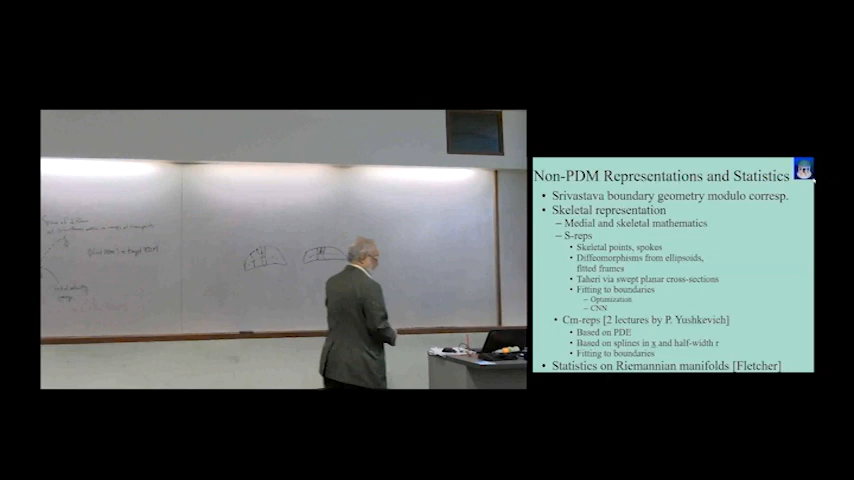 Non-PDM Representations and Statistics
• Srivastava boundary geometry modulo corresp.
• Skeletal representation
– Medial and skeletal mathematics
– S-reps
• Skeletal points, spokes
• Diffeomorphisms from ellipsoids,
fitted frames
• Taheri via swept planar cross-sections
• Fitting to boundaries
– Optimization
– CNN
• Cm-reps [2 lectures by P. Yushkevich]
• Based on PDE
• Based on splines in x and half-width r
• Fitting to boundaries
• Statistics on Riemannian manifolds [Fletcher]